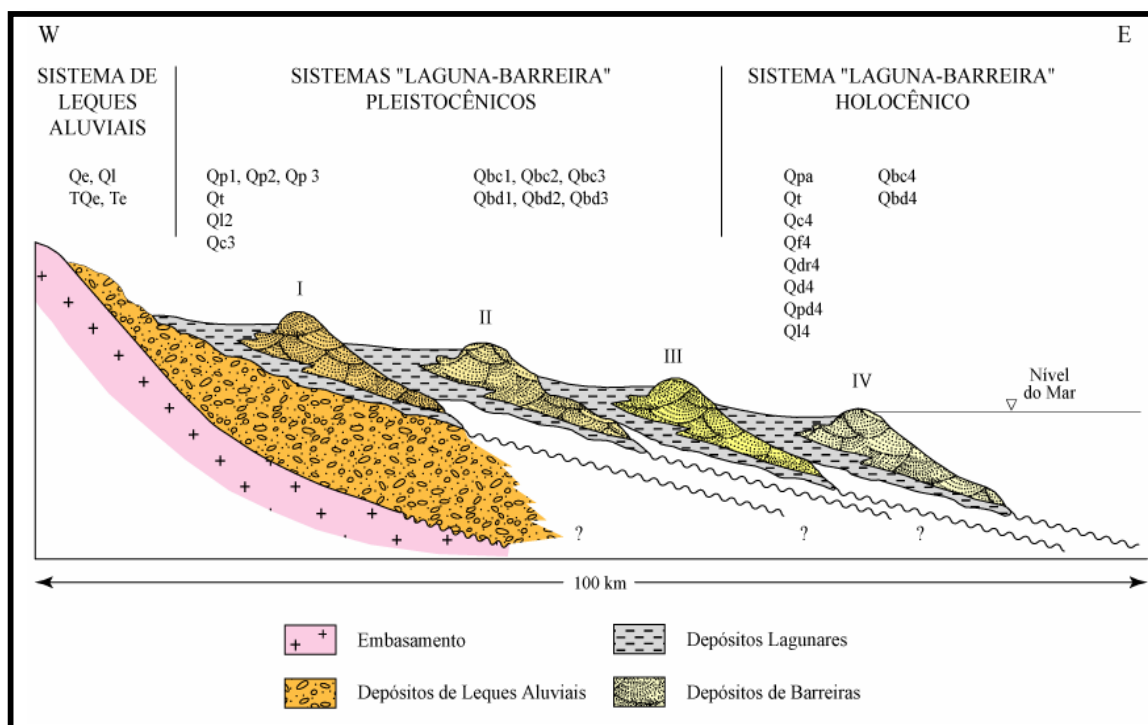 W
E
SISTEMA DE
LEQUES
ALUVIAIS
SISTEMAS "LAGUNA-BARREIRA"
PLEISTOCÊNICOS
SISTEMA "LAGUNA-BARREIRA"
HOLOCÊNICO
Qe, Ql
TQe, Te
Qp1, Qp2, Qp 3
Qt
Ql2
Qc3
Qbc1, Qbc2, Qbc3
Qbd1, Qbd2, Qbd3
Qpa
Qt
Qc4
Qf4
Qdr4
Qd4
Qpd4
Ql4
Qbc4
Qbd4
I
II
III
IV
Nível
do Mar
?
?
?
100 km
Embasamento
Depósitos Lagunares
Depósitos de Leques Aluviais
Depósitos de Barreiras